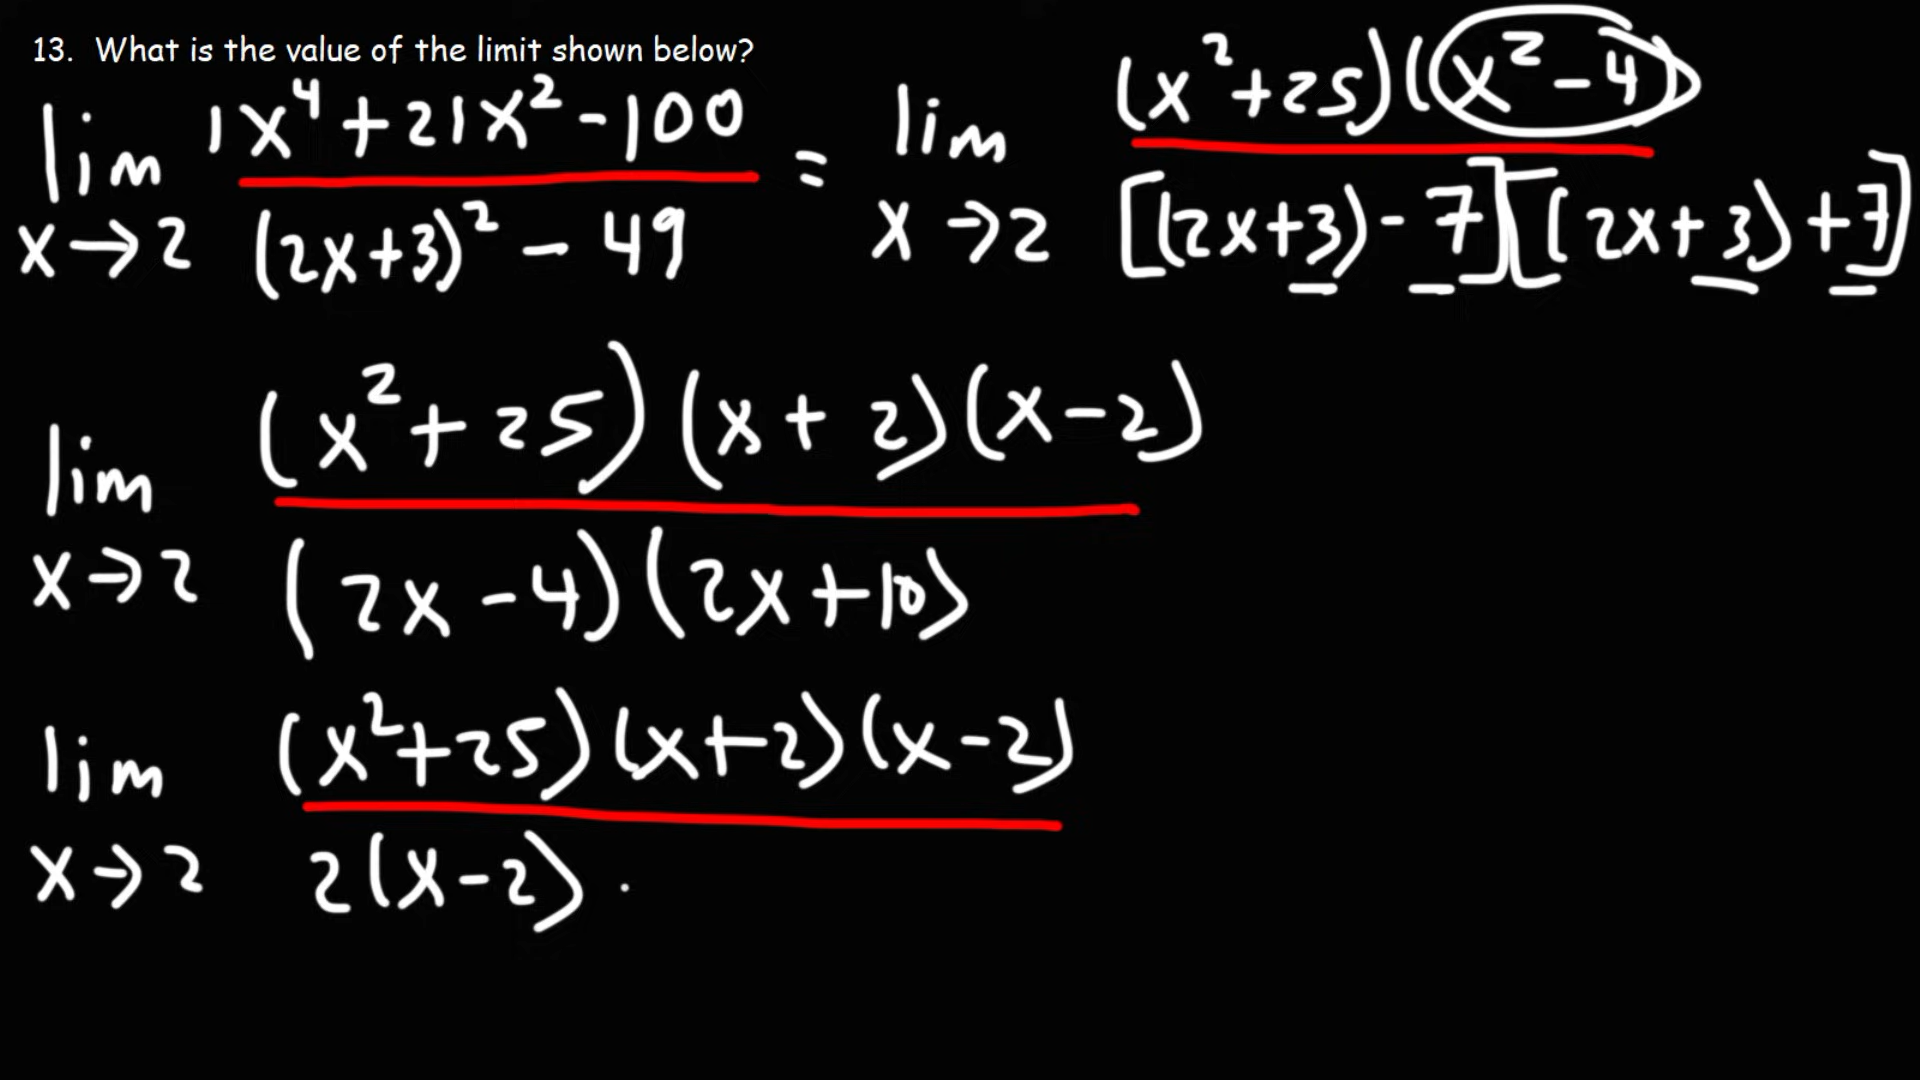 13. What is the value of the limit shown below?
lim x→2 (1x⁴+21x²-100)/((2x+3)²-49) = lim x→2 ((x²+25)(x²-4))/([(2x+3)-7][(2x+3)+7])
lim x→2 ((x²+25)(x+2)(x-2))/((2x-4)(2x+10))
lim x→2 ((x²+25)(x+2)(x-2))/(2(x-2)·